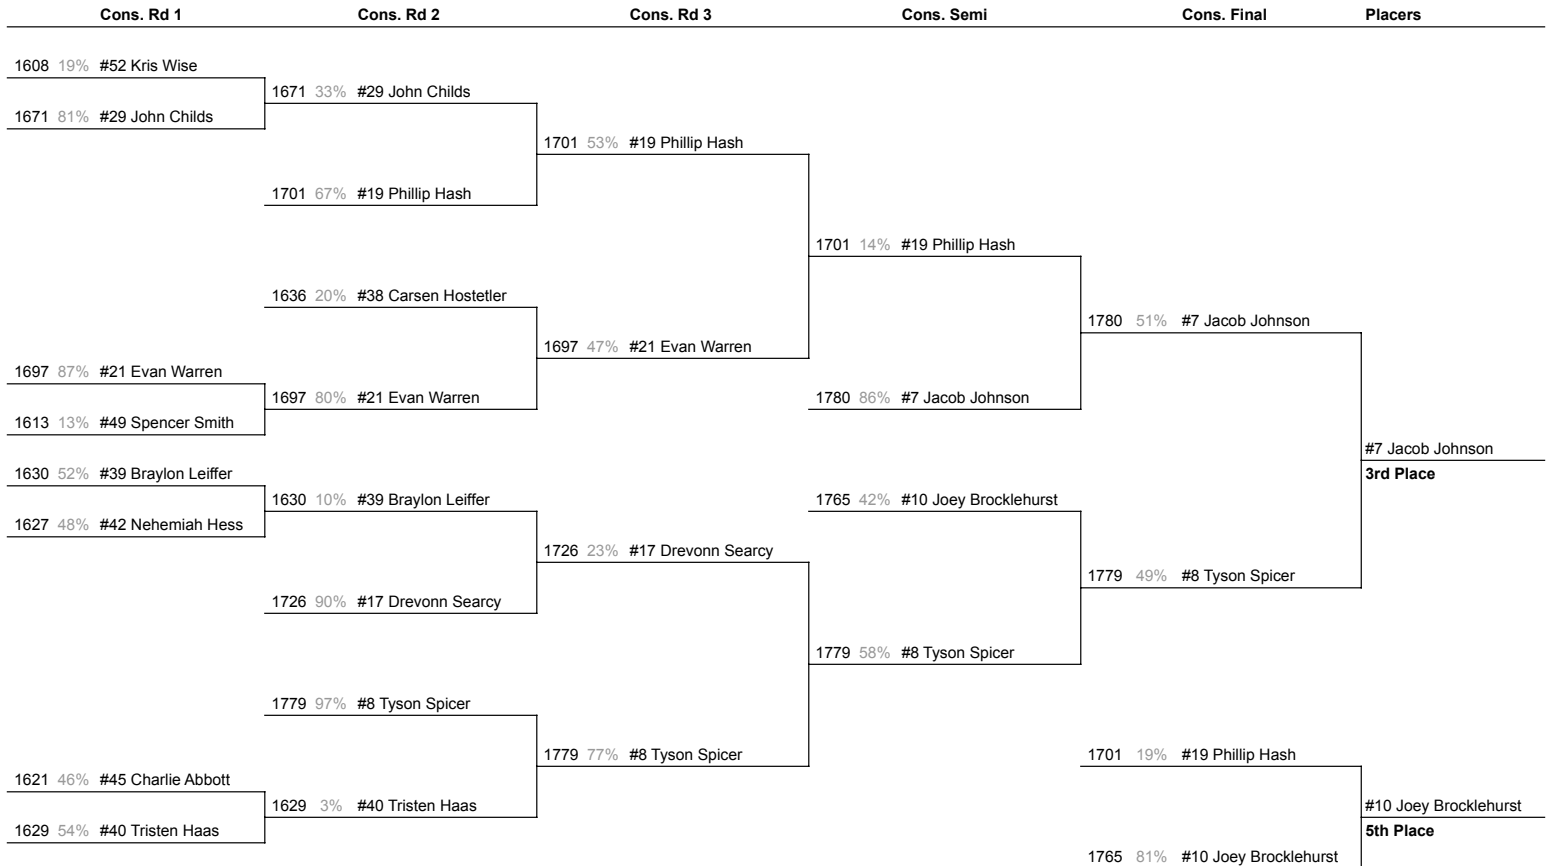 Cons. Rd 1 Cons. Rd 2 Cons. Rd 3 Cons. Semi Cons. Final Placers
1608 19% #52 Kris Wise
1671 33% #29 John Childs
1671 81% #29 John Childs
1701 53% #19 Phillip Hash
1701 67% #19 Phillip Hash
1701 14% #19 Phillip Hash
1636 20% #38 Carsen Hostetler
1780 51% #7 Jacob Johnson
1697 47% #21 Evan Warren
1697 87% #21 Evan Warren
1697 80% #21 Evan Warren
1780 86% #7 Jacob Johnson
1613 13% #49 Spencer Smith
#7 Jacob Johnson
1630 52% #39 Braylon Leiffer
3rd Place
1630 10% #39 Braylon Leiffer
1765 42% #10 Joey Brocklehurst
1627 48% #42 Nehemiah Hess
1726 23% #17 Drevonn Searcy
1779 49% #8 Tyson Spicer
1726 90% #17 Drevonn Searcy
1779 58% #8 Tyson Spicer
1779 97% #8 Tyson Spicer
1779 77% #8 Tyson Spicer
1701 19% #19 Phillip Hash
1621 46% #45 Charlie Abbott
1629 3% #40 Tristen Haas
#10 Joey Brocklehurst
1629 54% #40 Tristen Haas
5th Place
1765 81% #10 Joey Brocklehurst